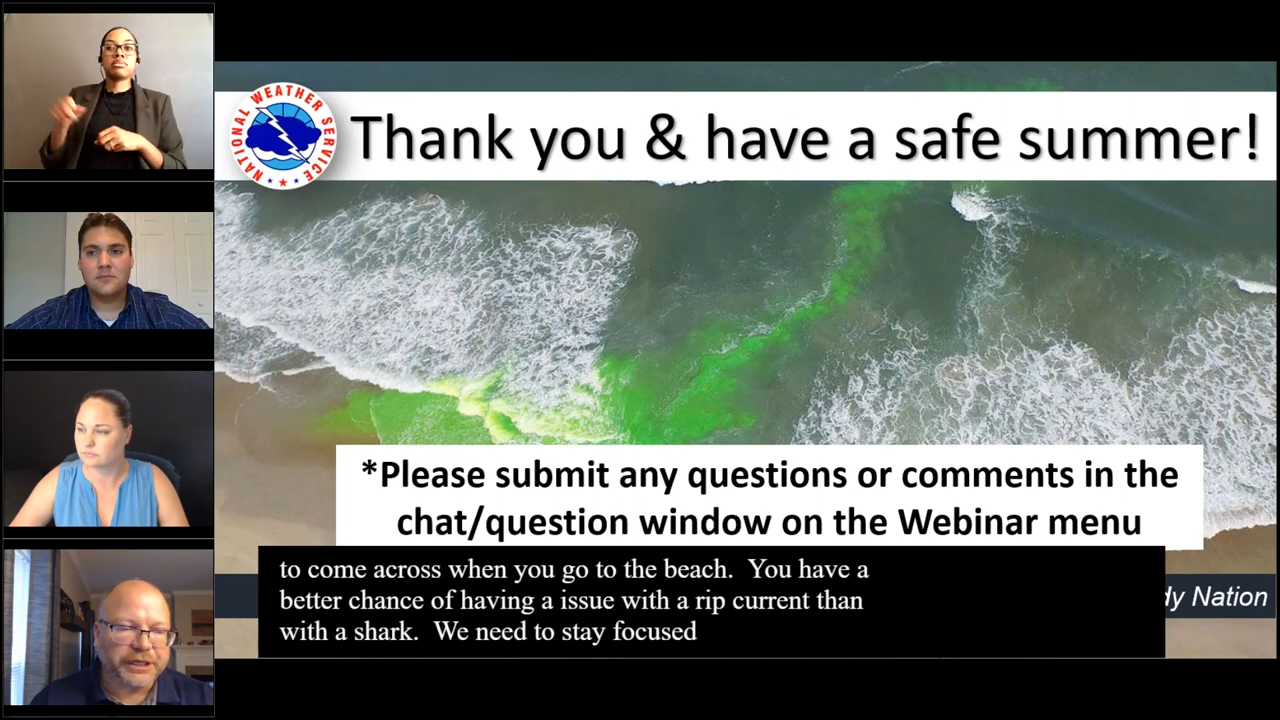 NATIONAL WEATHER SERVICE
Thank you & have a safe summer!
*Please submit any questions or comments in the
chat/question window on the Webinar menu
to come across when you go to the beach.  You have a
better chance of having a issue with a rip current than
with a shark.  We need to stay focused
dy Nation